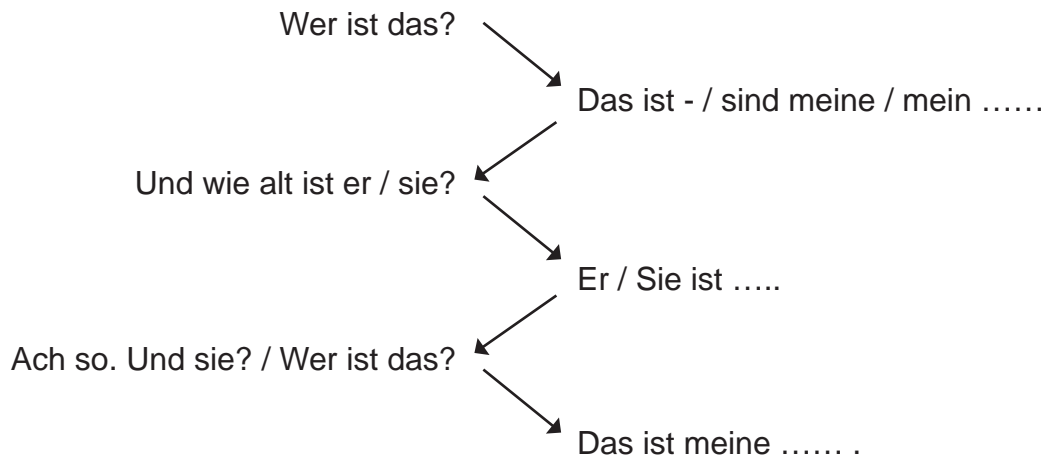 Wer ist das?
Das ist - / sind meine / mein ……
Und wie alt ist er / sie?
Er / Sie ist …..
Ach so. Und sie? / Wer ist das?
Das ist meine …… .